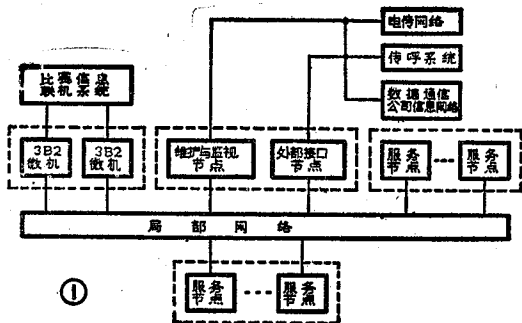 电传网络
传呼系统
数据通信
公司信息网络
比赛信息
联机系统
3B2
微机
3B2
微机
维护与监视
节点
外部接口
节点
服务
节点
服务
节点
局部网络
服务
节点
服务
节点
①